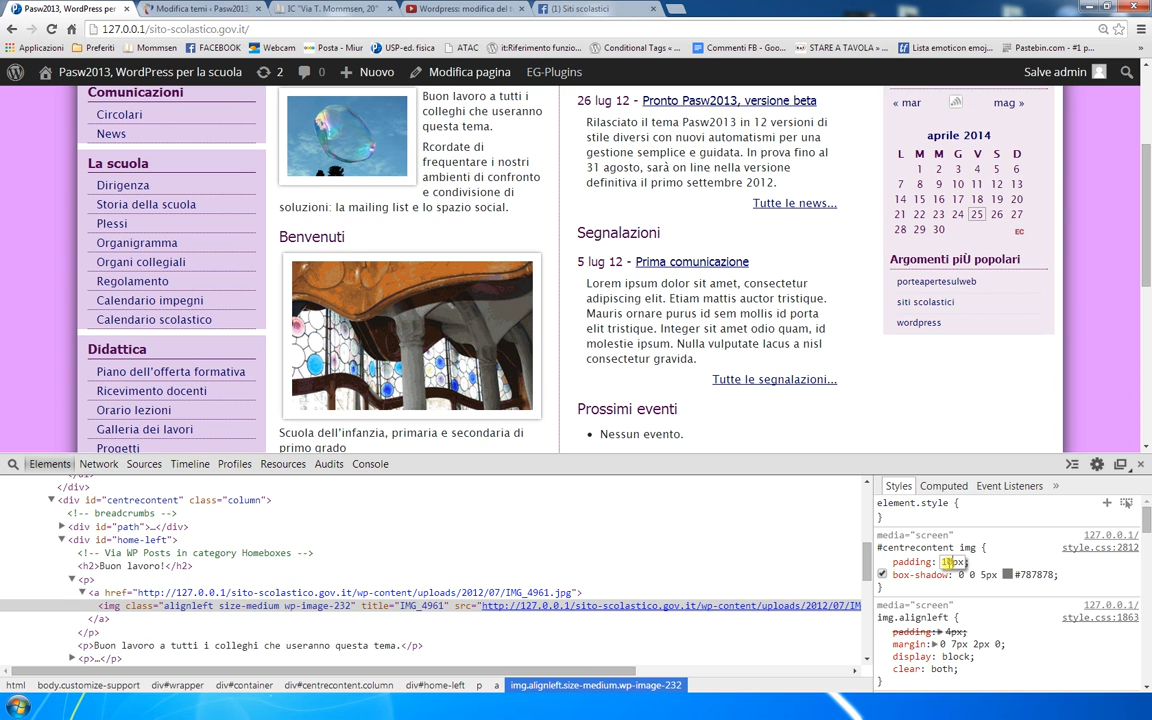 Pasw2013, WordPress per la
Modifica temi ‹ Pasw2013,
IC "Via T. Mommsen, 20"
Wordpress: modifica del t
(1) Siti scolastici
127.0.0.1/sito-scolastico.gov.it/
Applicazioni Preferiti Mommsen FACEBOOK Webcam Posta - Miur USP-ed. fisica ATAC it:Riferimento funzio... Conditional Tags « ... Commenti FB - Goo... STARE A TAVOLA » ... Lista emoticon emoj... Pastebin.com - #1 p... »
Pasw2013, WordPress per la scuola 2 0 Nuovo Modifica pagina EG-Plugins Salve admin
Comunicazioni
Circolari
News
La scuola
Dirigenza
Storia della scuola
Plessi
Organigramma
Organi collegiali
Regolamento
Calendario impegni
Calendario scolastico
Didattica
Piano dell'offerta formativa
Ricevimento docenti
Orario lezioni
Galleria dei lavori
Progetti
Buon lavoro a tutti i
colleghi che useranno
questa tema.
Rcordate di
frequentare i nostri
ambienti di confronto
e condivisione di
soluzioni: la mailing list e lo spazio social.
Benvenuti
Scuola dell'infanzia, primaria e secondaria di
primo grado
26 lug 12 - Pronto Pasw2013, versione beta
Rilasciato il tema Pasw2013 in 12 versioni di
stile diversi con nuovi automatismi per una
gestione semplice e guidata. In prova fino al
31 agosto, sarà on line nella versione
definitiva il primo settembre 2012.
Tutte le news...
Segnalazioni
5 lug 12 - Prima comunicazione
Lorem ipsum dolor sit amet, consectetur
adipiscing elit. Etiam mattis auctor tristique.
Mauris ornare purus id sem mollis id porta
elit tristique. Integer sit amet odio quam, id
molestie ipsum. Nulla vulputate lacus a nisl
consectetur gravida.
Tutte le segnalazioni...
Prossimi eventi
• Nessun evento.
« mar mag »
aprile 2014
L M M G V S D
1 2 3 4 5 6
7 8 9 10 11 12 13
14 15 16 17 18 19 20
21 22 23 24 25 26 27
28 29 30 EC
Argomenti piÙ popolari
porteapertesulweb
siti scolastici
wordpress
Elements Network Sources Timeline Profiles Resources Audits Console
</div>
<div id="centrecontent" class="column">
<!-- breadcrumbs -->
<div id="path">…</div>
<div id="home-left">
<!-- Via WP Posts in category Homeboxes -->
<h2>Buon lavoro!</h2>
<p>
<a href="http://127.0.0.1/sito-scolastico.gov.it/wp-content/uploads/2012/07/IMG_4961.jpg">
<img class="alignleft size-medium wp-image-232" title="IMG_4961" src="http://127.0.0.1/sito-scolastico.gov.it/wp-content/uploads/2012/07/IM
</a>
</p>
<p>Buon lavoro a tutti i colleghi che useranno questa tema.</p>
<p>…</p>
html body.customize-support div#wrapper div#container div#centrecontent.column div#home-left p a img.alignleft.size-medium.wp-image-232
Styles Computed Event Listeners »
element.style {
}
media="screen" 127.0.0.1/
#centrecontent img { style.css:2812
padding: px;
box-shadow: 0 0 5px #787878;
}
media="screen" 127.0.0.1/
img.alignleft { style.css:1863
padding: 4px;
margin: 0 7px 2px 0;
display: block;
clear: both;
}